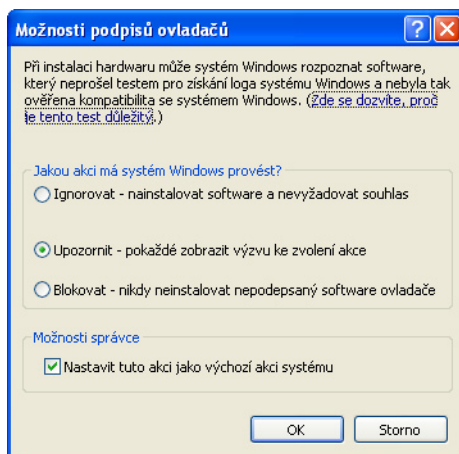 Možnosti podpisů ovladačů
Při instalaci hardwaru může systém Windows rozpoznat software,
který neprošel testem pro získání loga systému Windows a nebyla tak
ověřena kompatibilita se systémem Windows. (Zde se dozvíte, proč
je tento test důležitý.)
Jakou akci má systém Windows provést?
Ignorovat - nainstalovat software a nevyžadovat souhlas
Upozornit - pokaždé zobrazit výzvu ke zvolení akce
Blokovat - nikdy neinstalovat nepodepsaný software ovladače
Možnosti správce
Nastavit tuto akci jako výchozí akci systému
OK Storno